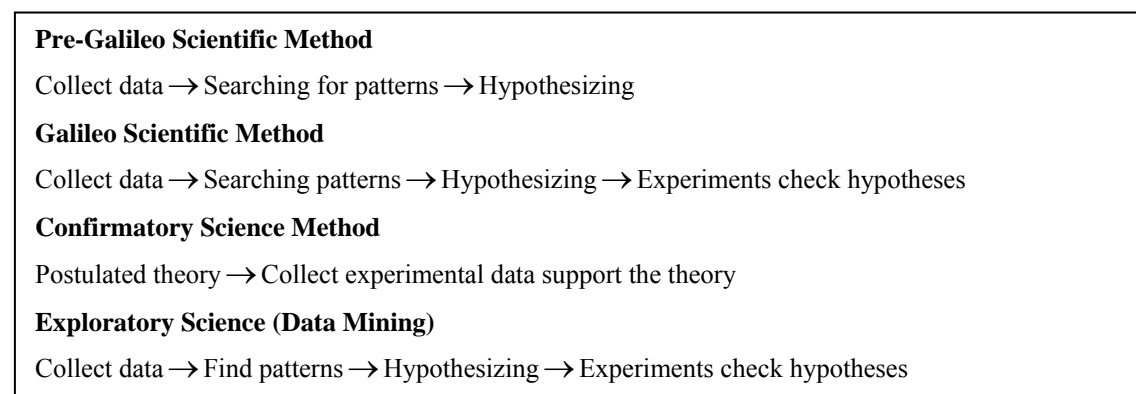 Pre-Galileo Scientific Method
Collect data → Searching for patterns → Hypothesizing
Galileo Scientific Method
Collect data → Searching patterns → Hypothesizing → Experiments check hypotheses
Confirmatory Science Method
Postulated theory → Collect experimental data support the theory
Exploratory Science (Data Mining)
Collect data → Find patterns → Hypothesizing → Experiments check hypotheses